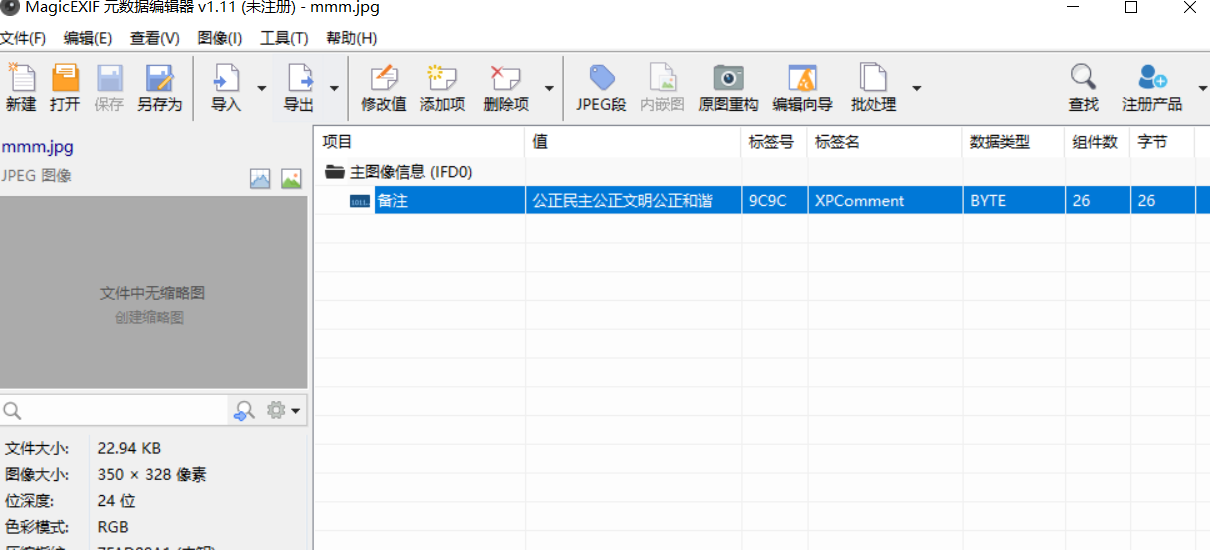 MagicEXIF 元数据编辑器 v1.11 (未注册) - mmm.jpg
文件(F) 编辑(E) 查看(V) 图像(I) 工具(T) 帮助(H)
新建 打开 保存 另存为 导入 导出 修改值 添加项 删除项 JPEG段 内嵌图 原图重构 编辑向导 批处理 查找 注册产品
mmm.jpg
JPEG 图像
文件中无缩略图
创建缩略图
项目 值 标签号 标签名 数据类型 组件数 字节
主图像信息 (IFD0)
备注 公正民主公正文明公正和谐 9C9C XPComment BYTE 26 26
文件大小: 22.94 KB
图像大小: 350 × 328 像素
位深度: 24 位
色彩模式: RGB